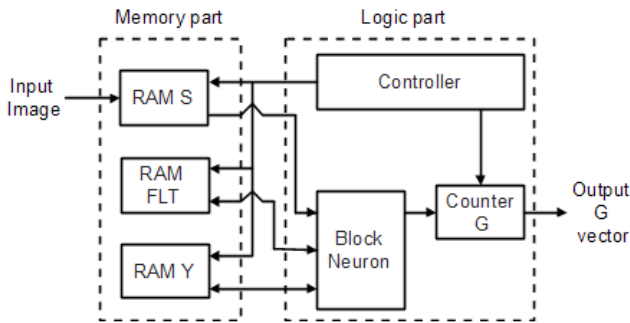 Memory part
Logic part
Input
Image
RAM S
Controller
RAM
FLT
Block
Neuron
Counter
G
Output
G
vector
RAM Y